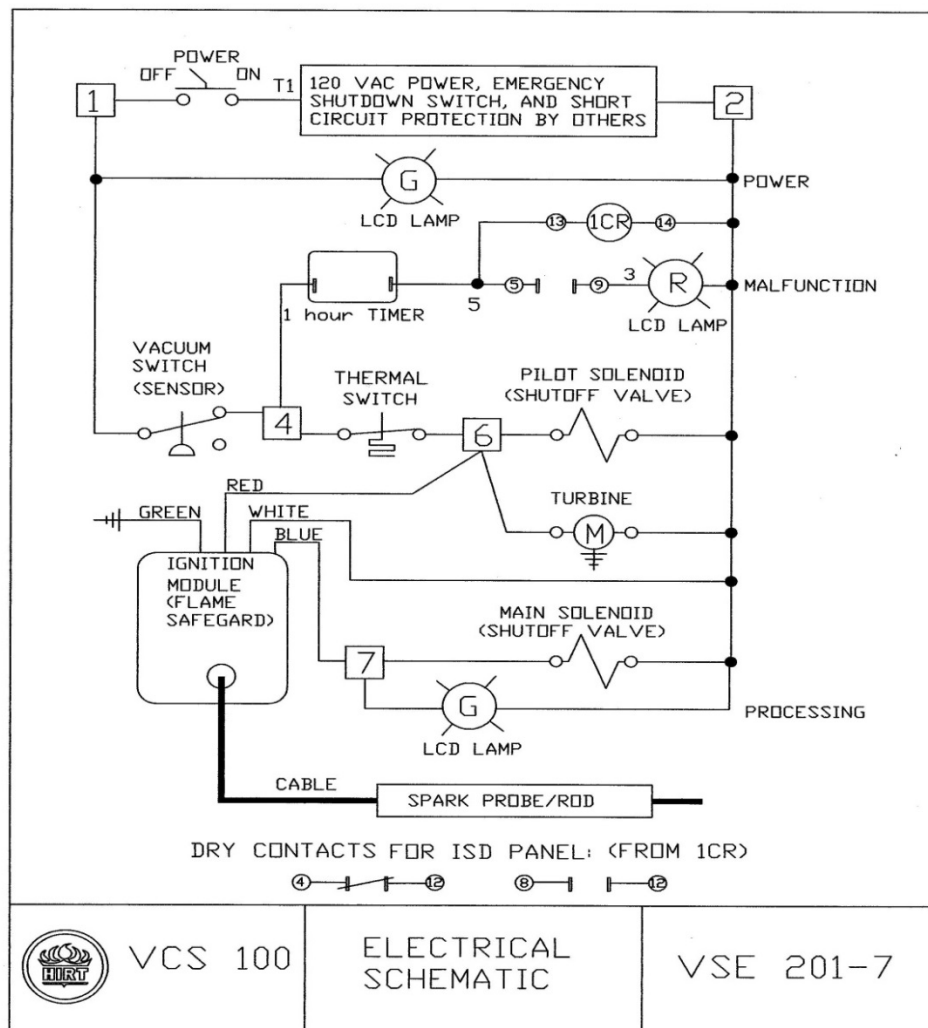 POWER
OFF ON
T1
120 VAC POWER, EMERGENCY
SHUTDOWN SWITCH, AND SHORT
CIRCUIT PROTECTION BY OTHERS
1
2
G
POWER
LCD LAMP
13 1CR 14
1 hour TIMER
5
5 9
3
R
MALFUNCTION
LCD LAMP
VACUUM
SWITCH
(SENSOR)
4
THERMAL
SWITCH
6
PILOT SOLENOID
(SHUTOFF VALVE)
RED
GREEN
WHITE
BLUE
TURBINE
M
IGNITION
MODULE
(FLAME
SAFEGARD)
MAIN SOLENOID
(SHUTOFF VALVE)
7
G
PROCESSING
LCD LAMP
CABLE
SPARK PROBE/ROD
DRY CONTACTS FOR ISD PANEL: (FROM 1CR)
4 12 8 12
HIRT
VCS 100
ELECTRICAL
SCHEMATIC
VSE 201-7